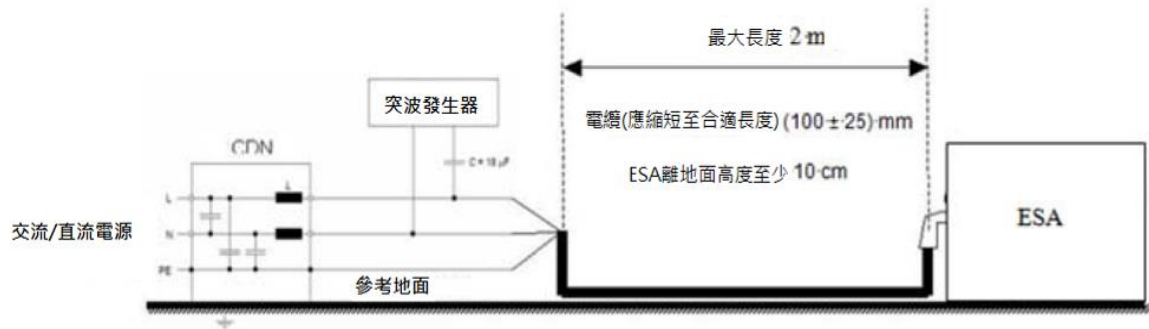 最大長度 2 m
突波發生器
電纜(應縮短至合適長度) (100 ± 25) mm
CDN
C = 18 µF
ESA離地面高度至少 10 cm
L
L
ESA
交流/直流電源
N
PE
參考地面